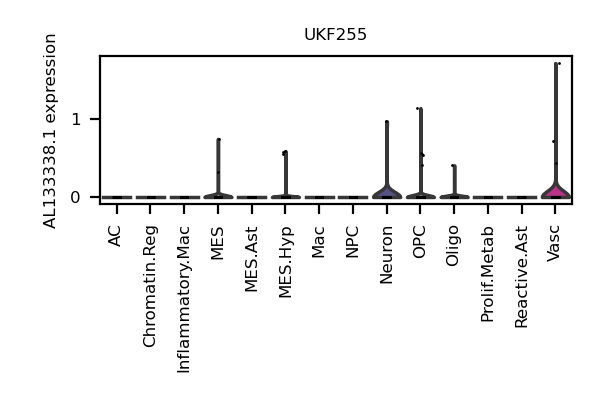 UKF255
AL133338.1 expression
1
0
AC
Chromatin.Reg
Inflammatory.Mac
MES
MES.Ast
MES.Hyp
Mac
NPC
Neuron
OPC
Oligo
Prolif.Metab
Reactive.Ast
Vasc